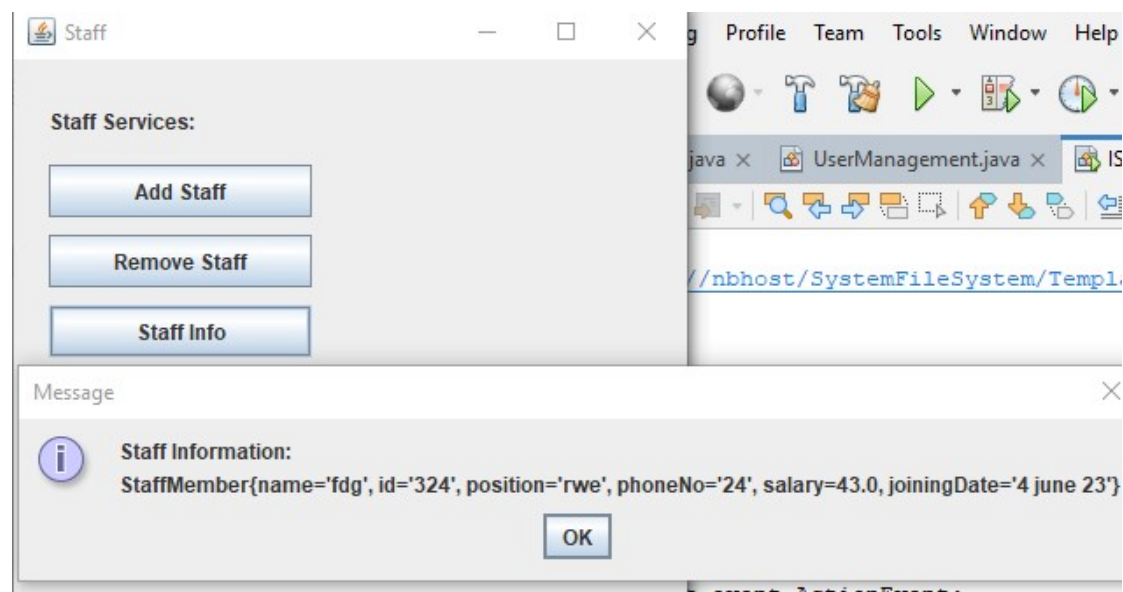 Staff
g Profile Team Tools Window Help
Staff Services:
Add Staff
Remove Staff
Staff Info
java
UserManagement.java
IS
//nbhost/SystemFileSystem/Templa
Message
Staff Information:
StaffMember{name='fdg', id='324', position='rwe', phoneNo='24', salary=43.0, joiningDate='4 june 23'}
OK